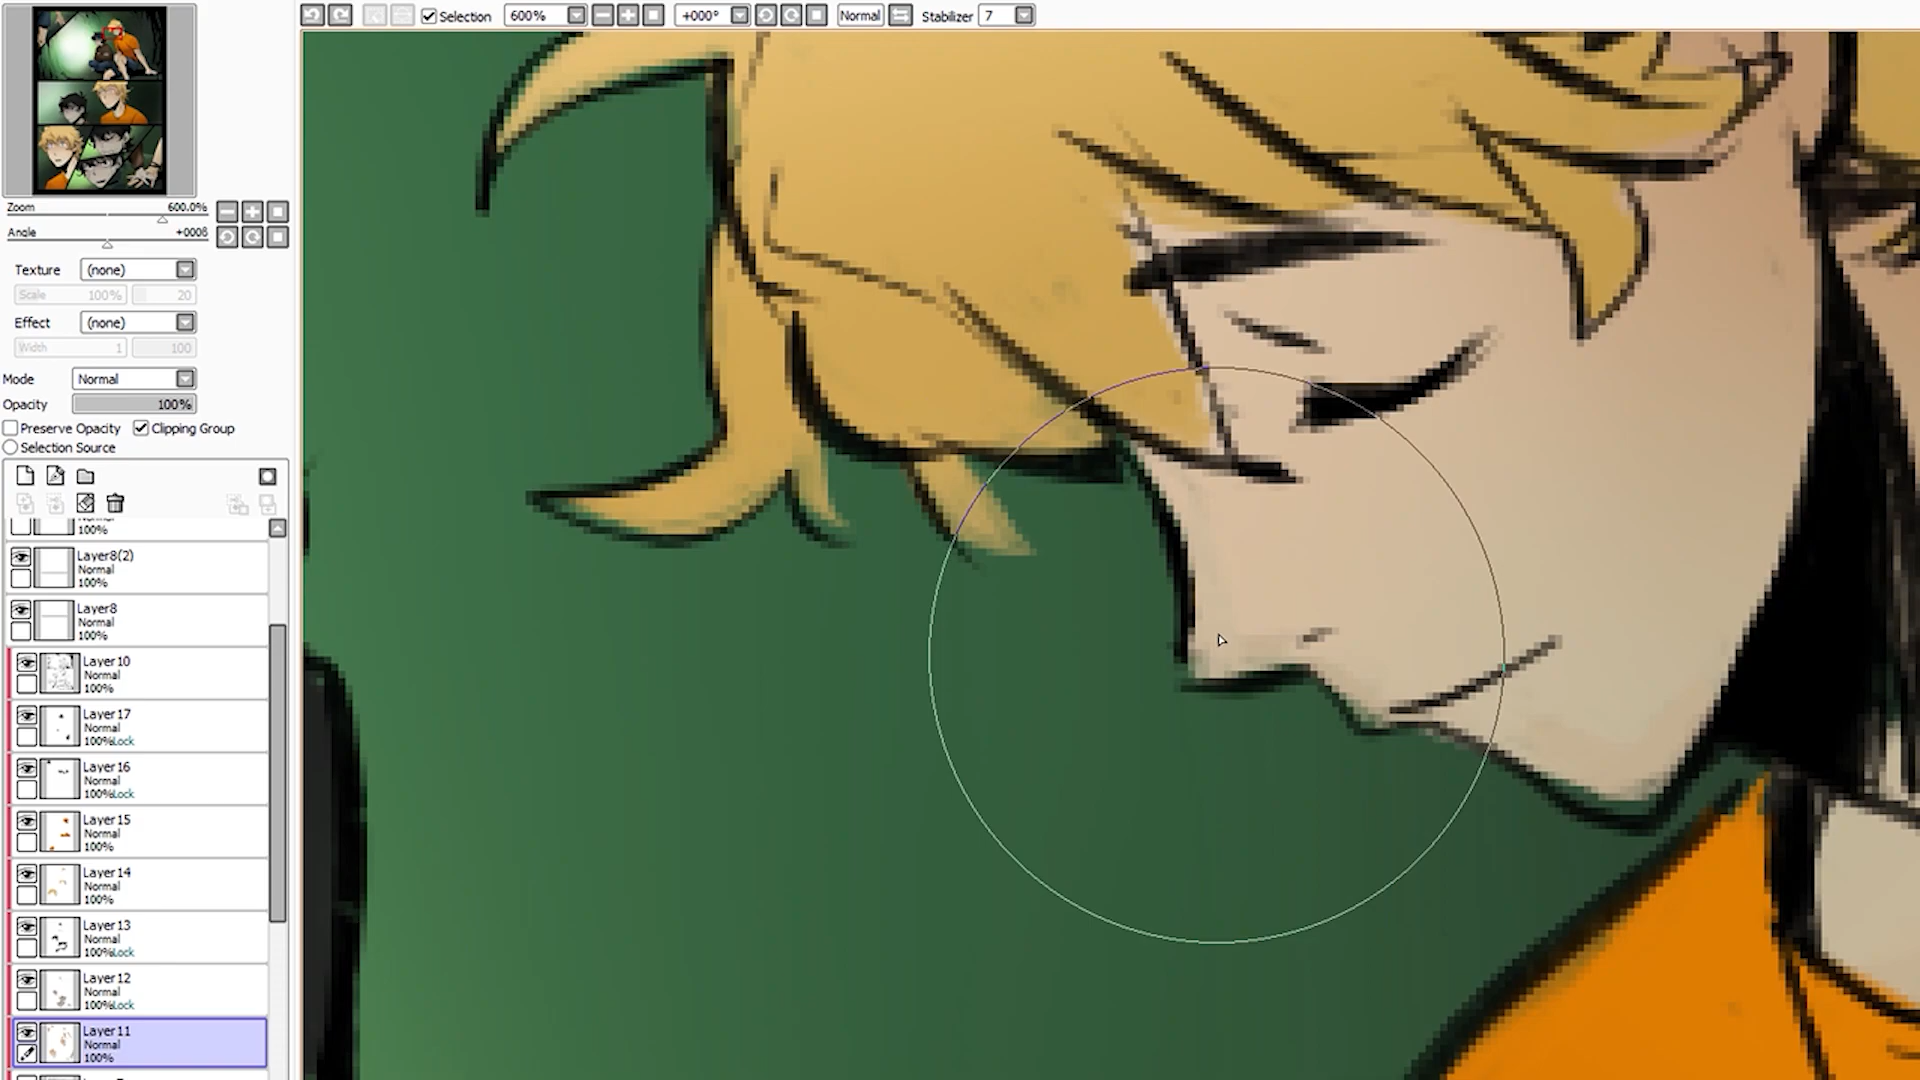 Selection 600% +000° Normal Stabilizer 7
Zoom 600.0%
Angle
Texture (none)
Scale 100% 20
Effect (none)
Width 1 100
Mode Normal
Opacity 100%
Preserve Opacity Clipping Group
Selection Source
100%
Layer8(2)
Normal
100%
Layer8
Normal
100%
Layer10
Normal
100%
Layer17
Normal
100%Lock
Layer16
Normal
100%Lock
Layer15
Normal
100%
Layer14
Normal
100%
Layer13
Normal
100%Lock
Layer12
Normal
100%Lock
Layer11
Normal
100%